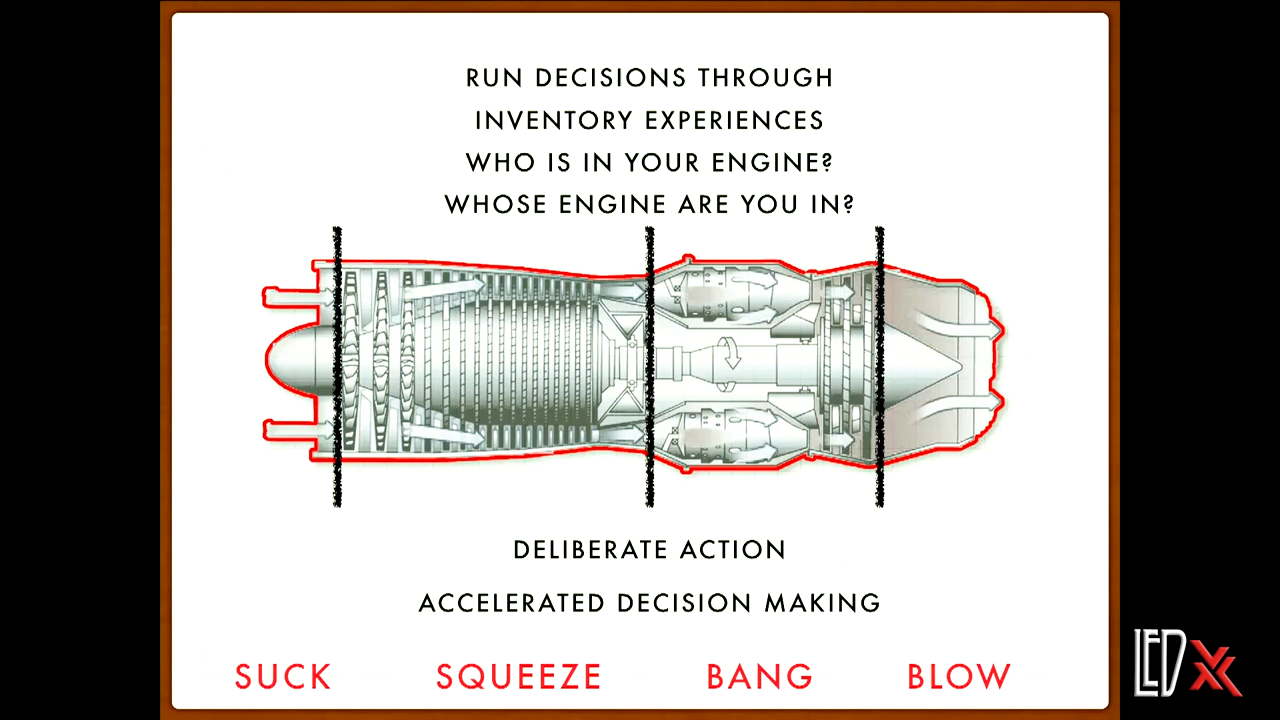 RUN DECISIONS THROUGH
INVENTORY EXPERIENCES
WHO IS IN YOUR ENGINE?
WHOSE ENGINE ARE YOU IN?
DELIBERATE ACTION
ACCELERATED DECISION MAKING
SUCK SQUEEZE BANG BLOW
LEDxx